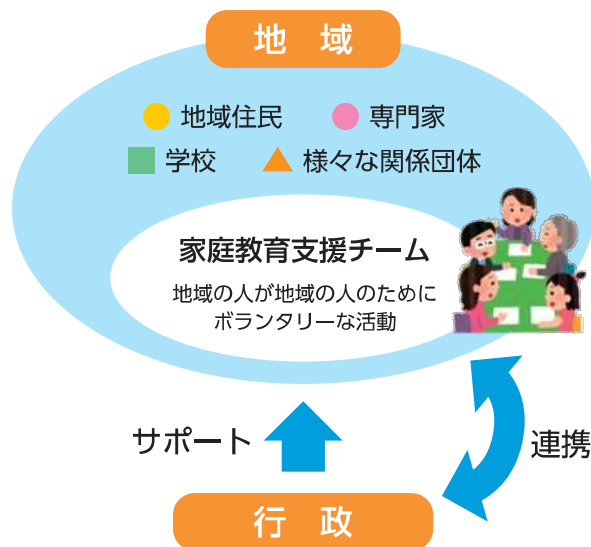 地域
地域住民 専門家
学校 様々な関係団体
家庭教育支援チーム
地域の人が地域の人のために
ボランタリーな活動
サポート
連携
行政